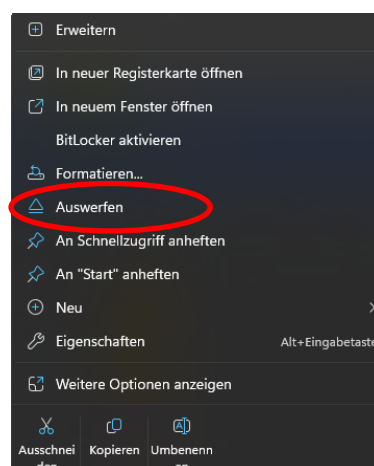 Erweitern
In neuer Registerkarte öffnen
In neuem Fenster öffnen
BitLocker aktivieren
Formatieren...
Auswerfen
An Schnellzugriff anheften
An "Start" anheften
Neu
Eigenschaften Alt+Eingabetaste
Weitere Optionen anzeigen
Ausschnei Kopieren Umbenenn
den en